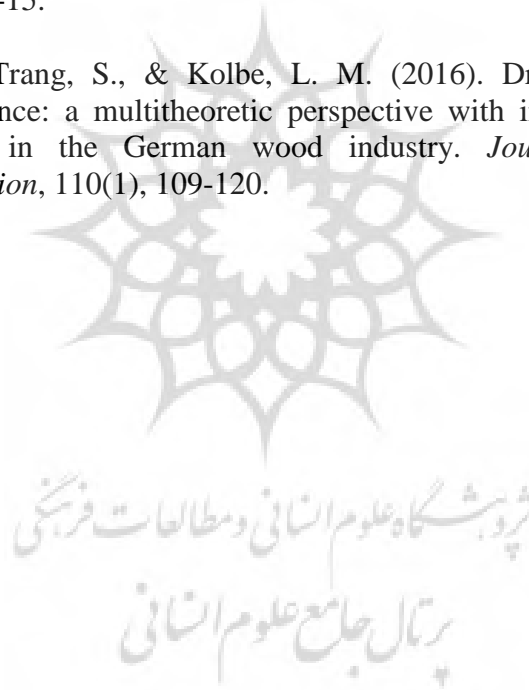 -15.
Trang, S., & Kolbe, L. M. (2016). Dr
nce: a multitheoretic perspective with i
in the German wood industry. Jou
ion, 110(1), 109-120.
پژوهشگاه علوم انسانی و مطالعات فرهنگی
پرتال جامع علوم انسانی